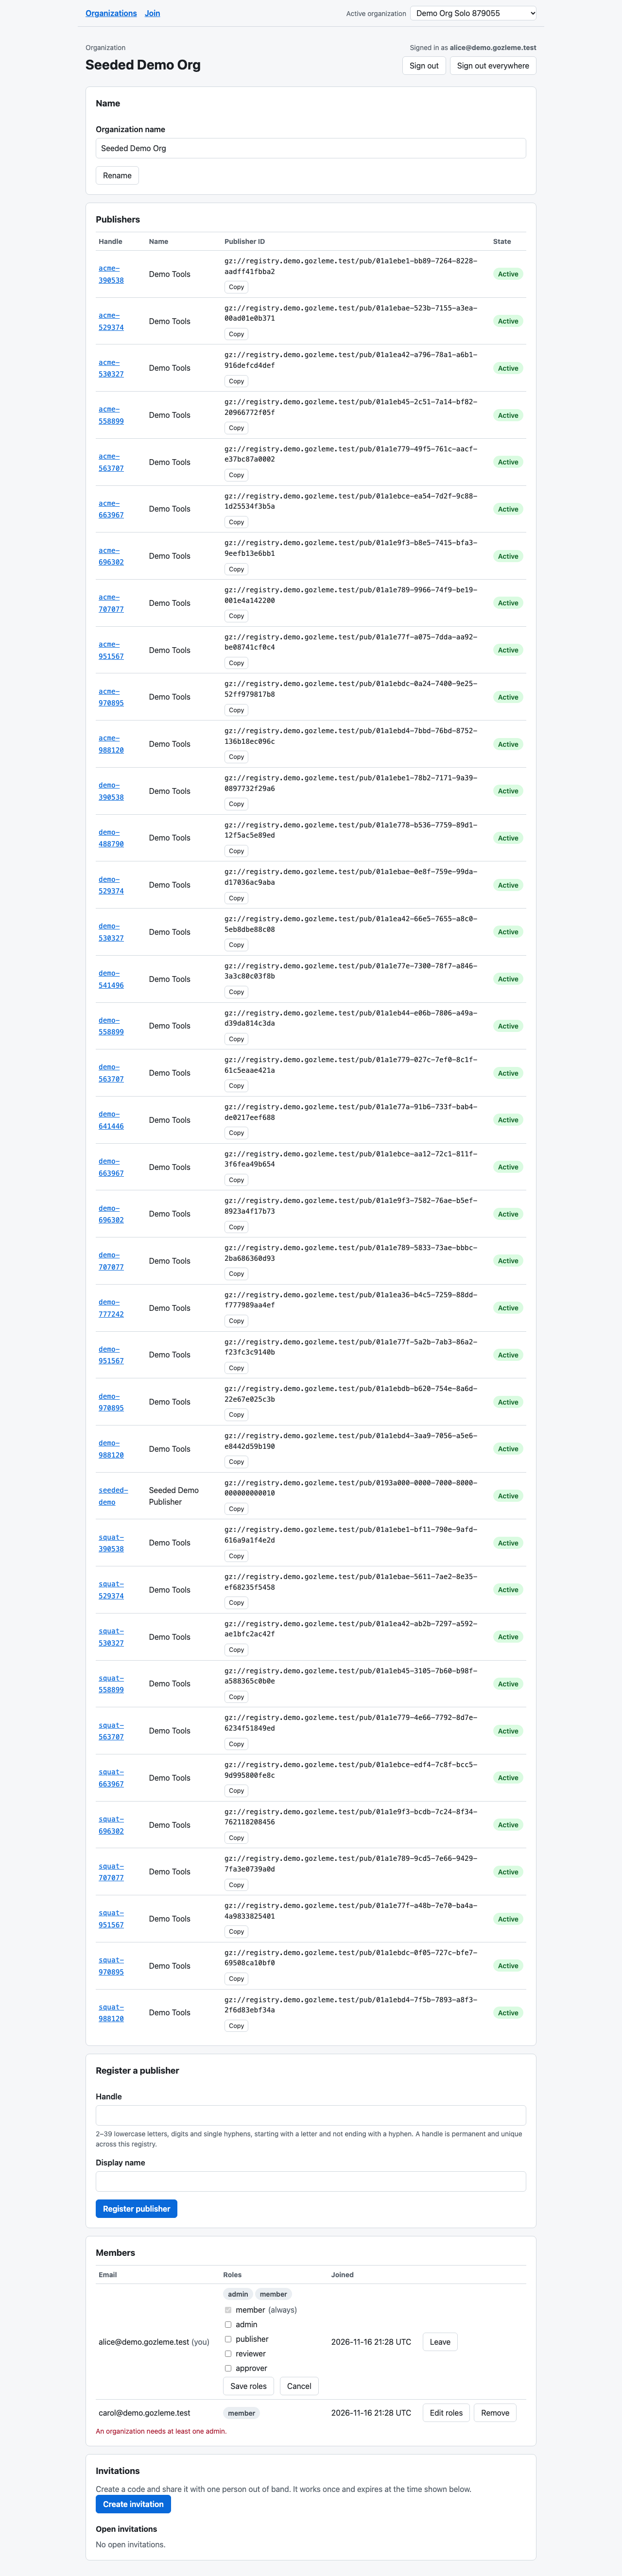 Organizations Join Active organization Demo Org Solo 879055
Organization Signed in as alice@demo.gozleme.test
Seeded Demo Org Sign out Sign out everywhere
Name
Organization name
Seeded Demo Org
Rename
Publishers
Handle Name Publisher ID State
acme-390538 Demo Tools gz://registry.demo.gozleme.test/pub/01a1ebe1-bb89-7264-8228-aadff41fbba2 Active
Copy
acme-529374 Demo Tools gz://registry.demo.gozleme.test/pub/01a1ebae-523b-7155-a3ea-00ad01e0b371 Active
Copy
acme-530327 Demo Tools gz://registry.demo.gozleme.test/pub/01a1ea42-a796-78a1-a6b1-916defcd4def Active
Copy
acme-558899 Demo Tools gz://registry.demo.gozleme.test/pub/01a1eb45-2c51-7a14-bf82-20966772f05f Active
Copy
acme-563707 Demo Tools gz://registry.demo.gozleme.test/pub/01a1e779-49f5-761c-aacf-e37bc87a0002 Active
Copy
acme-663967 Demo Tools gz://registry.demo.gozleme.test/pub/01a1ebce-ea54-7d2f-9c88-1d25534f3b5a Active
Copy
acme-696302 Demo Tools gz://registry.demo.gozleme.test/pub/01a1e9f3-b8e5-7415-bfa3-9eefb13e6bb1 Active
Copy
acme-707077 Demo Tools gz://registry.demo.gozleme.test/pub/01a1e789-9966-74f9-be19-001e4a142200 Active
Copy
acme-951567 Demo Tools gz://registry.demo.gozleme.test/pub/01a1e77f-a075-7dda-aa92-be08741cf0c4 Active
Copy
acme-970895 Demo Tools gz://registry.demo.gozleme.test/pub/01a1ebdc-0a24-7400-9e25-52ff979817b8 Active
Copy
acme-988120 Demo Tools gz://registry.demo.gozleme.test/pub/01a1ebd4-7bbd-76bd-8752-136b18ec096c Active
Copy
demo-390538 Demo Tools gz://registry.demo.gozleme.test/pub/01a1ebe1-78b2-7171-9a39-0897732f29a6 Active
Copy
demo-488790 Demo Tools gz://registry.demo.gozleme.test/pub/01a1e778-b536-7759-89d1-12f5ac5e89ed Active
Copy
demo-529374 Demo Tools gz://registry.demo.gozleme.test/pub/01a1ebae-0e8f-759e-99da-d17036ac9aba Active
Copy
demo-530327 Demo Tools gz://registry.demo.gozleme.test/pub/01a1ea42-66e5-7655-a8c0-5eb8dbe88c08 Active
Copy
demo-541496 Demo Tools gz://registry.demo.gozleme.test/pub/01a1e77e-7300-78f7-a846-3a3c80c03f8b Active
Copy
demo-558899 Demo Tools gz://registry.demo.gozleme.test/pub/01a1eb44-e06b-7806-a49a-d39da814c3da Active
Copy
demo-563707 Demo Tools gz://registry.demo.gozleme.test/pub/01a1e779-027c-7ef0-8c1f-61c5eaae421a Active
Copy
demo-641446 Demo Tools gz://registry.demo.gozleme.test/pub/01a1e77a-91b6-733f-bab4-de0217eef688 Active
Copy
demo-663967 Demo Tools gz://registry.demo.gozleme.test/pub/01a1ebce-aa12-72c1-811f-3f6fea49b654 Active
Copy
demo-696302 Demo Tools gz://registry.demo.gozleme.test/pub/01a1e9f3-7582-76ae-b5ef-8923a4f17b73 Active
Copy
demo-707077 Demo Tools gz://registry.demo.gozleme.test/pub/01a1e789-5833-73ae-bbbc-2ba686360d93 Active
Copy
demo-777242 Demo Tools gz://registry.demo.gozleme.test/pub/01a1ea36-b4c5-7259-88dd-f777989aa4ef Active
Copy
demo-951567 Demo Tools gz://registry.demo.gozleme.test/pub/01a1e77f-5a2b-7ab3-86a2-f23fc3c9140b Active
Copy
demo-970895 Demo Tools gz://registry.demo.gozleme.test/pub/01a1ebdb-b620-754e-8a6d-22e67e025c3b Active
Copy
demo-988120 Demo Tools gz://registry.demo.gozleme.test/pub/01a1ebd4-3aa9-7056-a5e6-e8442d59b190 Active
Copy
seeded-demo Seeded Demo Publisher gz://registry.demo.gozleme.test/pub/0193a000-0000-7000-8000-000000000010 Active
Copy
squat-390538 Demo Tools gz://registry.demo.gozleme.test/pub/01a1ebe1-bf11-790e-9afd-616a9a1f4e2d Active
Copy
squat-529374 Demo Tools gz://registry.demo.gozleme.test/pub/01a1ebae-5611-7ae2-8e35-ef68235f5458 Active
Copy
squat-530327 Demo Tools gz://registry.demo.gozleme.test/pub/01a1ea42-ab2b-7297-a592-ae1bfc2ac42f Active
Copy
squat-558899 Demo Tools gz://registry.demo.gozleme.test/pub/01a1eb45-3105-7b60-b98f-a588365c0b0e Active
Copy
squat-563707 Demo Tools gz://registry.demo.gozleme.test/pub/01a1e779-4e66-7792-8d7e-6234f51849ed Active
Copy
squat-663967 Demo Tools gz://registry.demo.gozleme.test/pub/01a1ebce-edf4-7c8f-bcc5-9d995800fe8c Active
Copy
squat-696302 Demo Tools gz://registry.demo.gozleme.test/pub/01a1e9f3-bcdb-7c24-8f34-762118208456 Active
Copy
squat-707077 Demo Tools gz://registry.demo.gozleme.test/pub/01a1e789-9cd5-7e66-9429-7fa3e0739a0d Active
Copy
squat-951567 Demo Tools gz://registry.demo.gozleme.test/pub/01a1e77f-a48b-7e70-ba4a-4a9833825401 Active
Copy
squat-970895 Demo Tools gz://registry.demo.gozleme.test/pub/01a1ebdc-0f05-727c-bfe7-69508ca10bf0 Active
Copy
squat-988120 Demo Tools gz://registry.demo.gozleme.test/pub/01a1ebd4-7f5b-7893-a8f3-2f6d83ebf34a Active
Copy
Register a publisher
Handle
2–39 lowercase letters, digits and single hyphens, starting with a letter and not ending with a hyphen. A handle is permanent and unique
across this registry.
Display name
Register publisher
Members
Email Roles Joined
admin member
member (always)
admin
alice@demo.gozleme.test (you) publisher 2026-11-16 21:28 UTC Leave
reviewer
approver
Save roles Cancel
carol@demo.gozleme.test member 2026-11-16 21:28 UTC Edit roles Remove
An organization needs at least one admin.
Invitations
Create a code and share it with one person out of band. It works once and expires at the time shown below.
Create invitation
Open invitations
No open invitations.